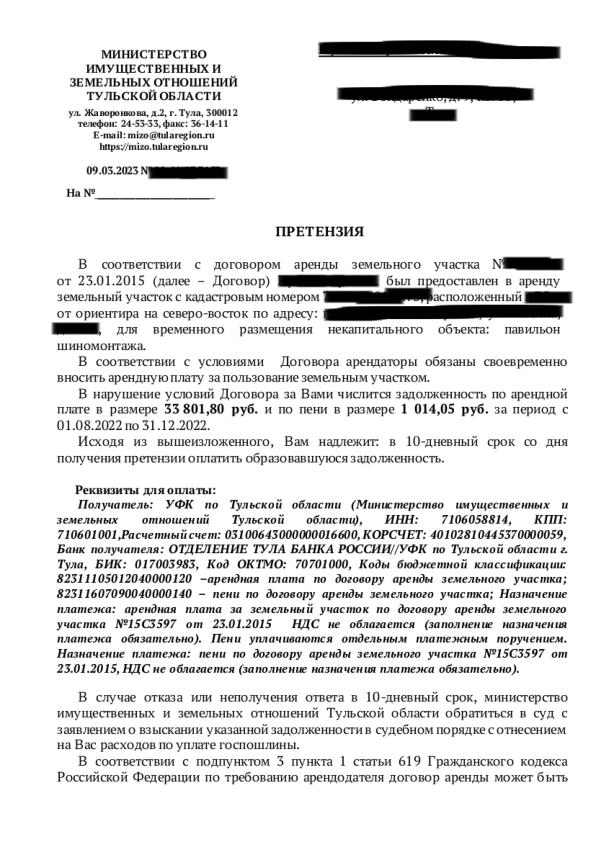 МИНИСТЕРСТВО
ИМУЩЕСТВЕННЫХ И
ЗЕМЕЛЬНЫХ ОТНОШЕНИЙ
ТУЛЬСКОЙ ОБЛАСТИ
ул. Жаворонкова, д.2, г. Тула, 300012
телефон: 24-53-33, факс: 36-14-11
E-mail: mizo@tularegion.ru
https://mizo.tularegion.ru
09.03.2023 №
На №_______________________
ПРЕТЕНЗИЯ
В соответствии с договором аренды земельного участка №
от 23.01.2015 (далее – Договор) был предоставлен в аренду
земельный участок с кадастровым номером расположенный
от ориентира на северо-восток по адресу:
, для временного размещения некапитального объекта: павильон
шиномонтажа.
В соответствии с условиями Договора арендаторы обязаны своевременно
вносить арендную плату за пользование земельным участком.
В нарушение условий Договора за Вами числится задолженность по арендной
плате в размере 33 801,80 руб. и по пени в размере 1 014,05 руб. за период с
01.08.2022 по 31.12.2022.
Исходя из вышеизложенного, Вам надлежит: в 10-дневный срок со дня
получения претензии оплатить образовавшуюся задолженность.
Реквизиты для оплаты:
Получатель: УФК по Тульской области (Министерство имущественных и
земельных отношений Тульской области), ИНН: 7106058814, КПП:
710601001,Расчетный счет: 03100643000000016600, КОРСЧЕТ: 40102810445370000059,
Банк получателя: ОТДЕЛЕНИЕ ТУЛА БАНКА РОССИИ//УФК по Тульской области г.
Тула, БИК: 017003983, Код ОКТМО: 70701000, Коды бюджетной классификации:
82311105012040000120 –арендная плата по договору аренды земельного участка;
82311607090040000140 – пени по договору аренды земельного участка; Назначение
платежа: арендная плата за земельный участок по договору аренды земельного
участка №15С3597 от 23.01.2015 НДС не облагается (заполнение назначения
платежа обязательно). Пени уплачиваются отдельным платежным поручением.
Назначение платежа: пени по договору аренды земельного участка №15С3597 от
23.01.2015, НДС не облагается (заполнение назначения платежа обязательно).
В случае отказа или неполучения ответа в 10-дневный срок, министерство
имущественных и земельных отношений Тульской области обратиться в суд с
заявлением о взыскании указанной задолженности в судебном порядке с отнесением
на Вас расходов по уплате госпошлины.
В соответствии с подпунктом 3 пункта 1 статьи 619 Гражданского кодекса
Российской Федерации по требованию арендодателя договор аренды может быть